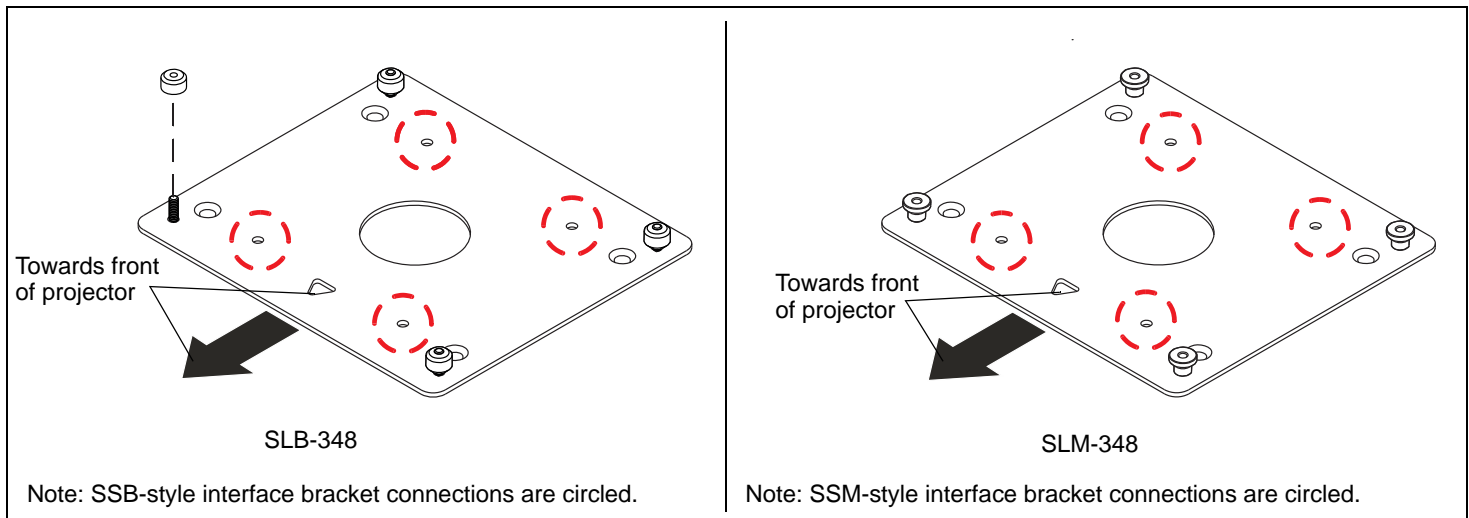 Towards front
of projector
SLB-348
Note: SSB-style interface bracket connections are circled.
Towards front
of projector
SLM-348
Note: SSM-style interface bracket connections are circled.